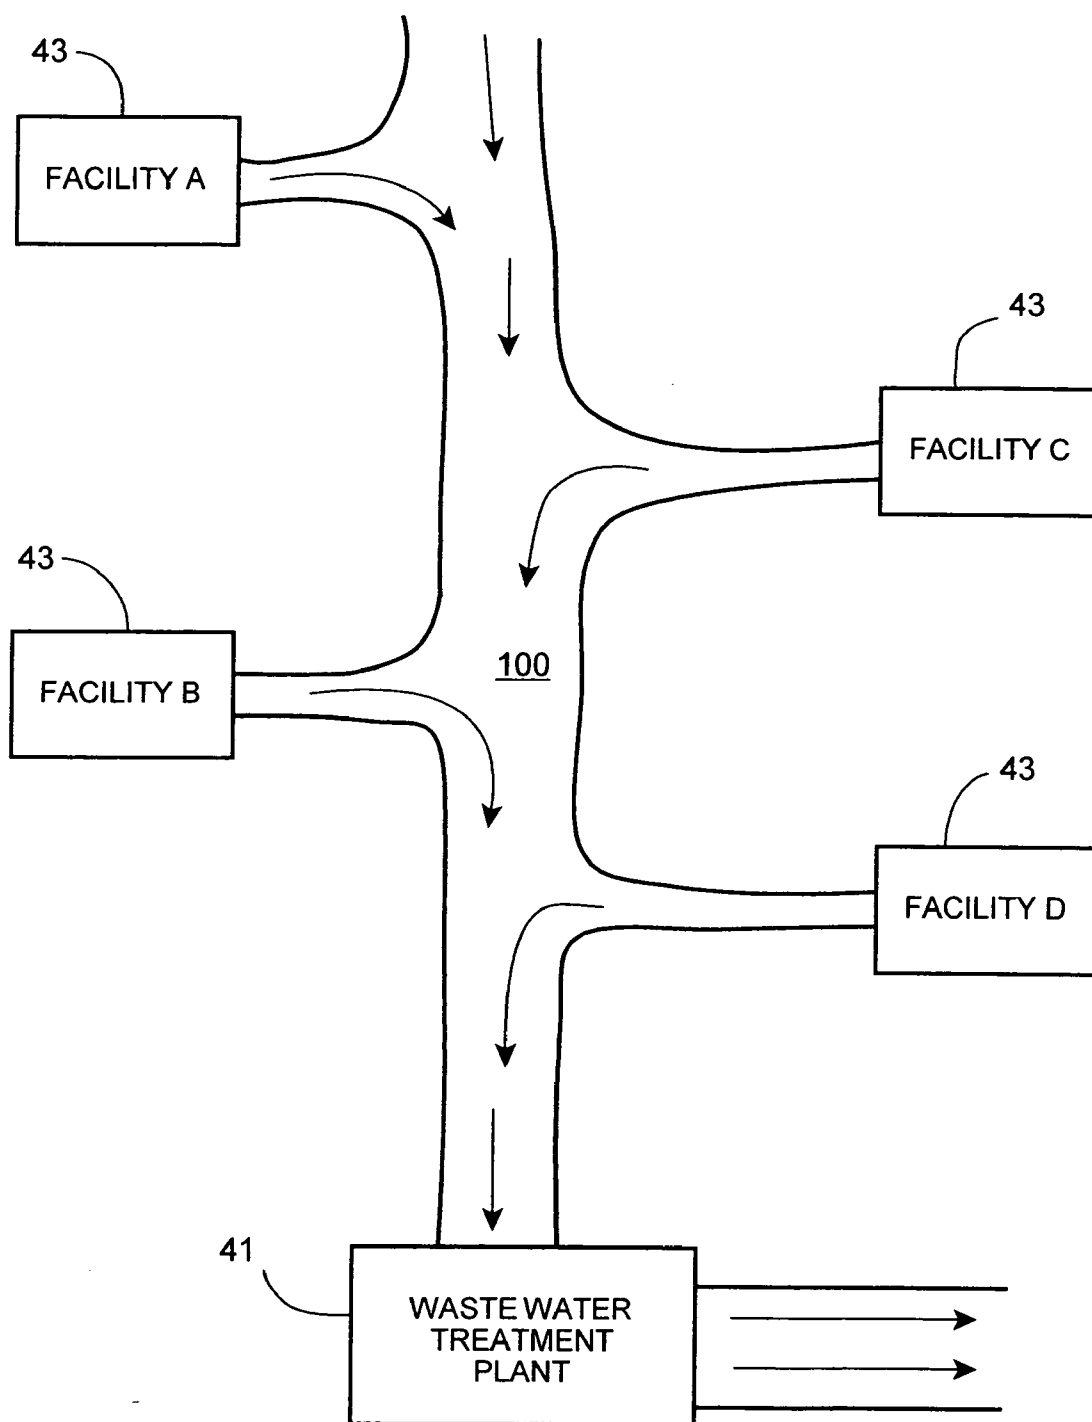 43
FACILITY A
43
FACILITY C
43
FACILITY B
100
43
FACILITY D
41
WASTE WATER
TREATMENT
PLANT